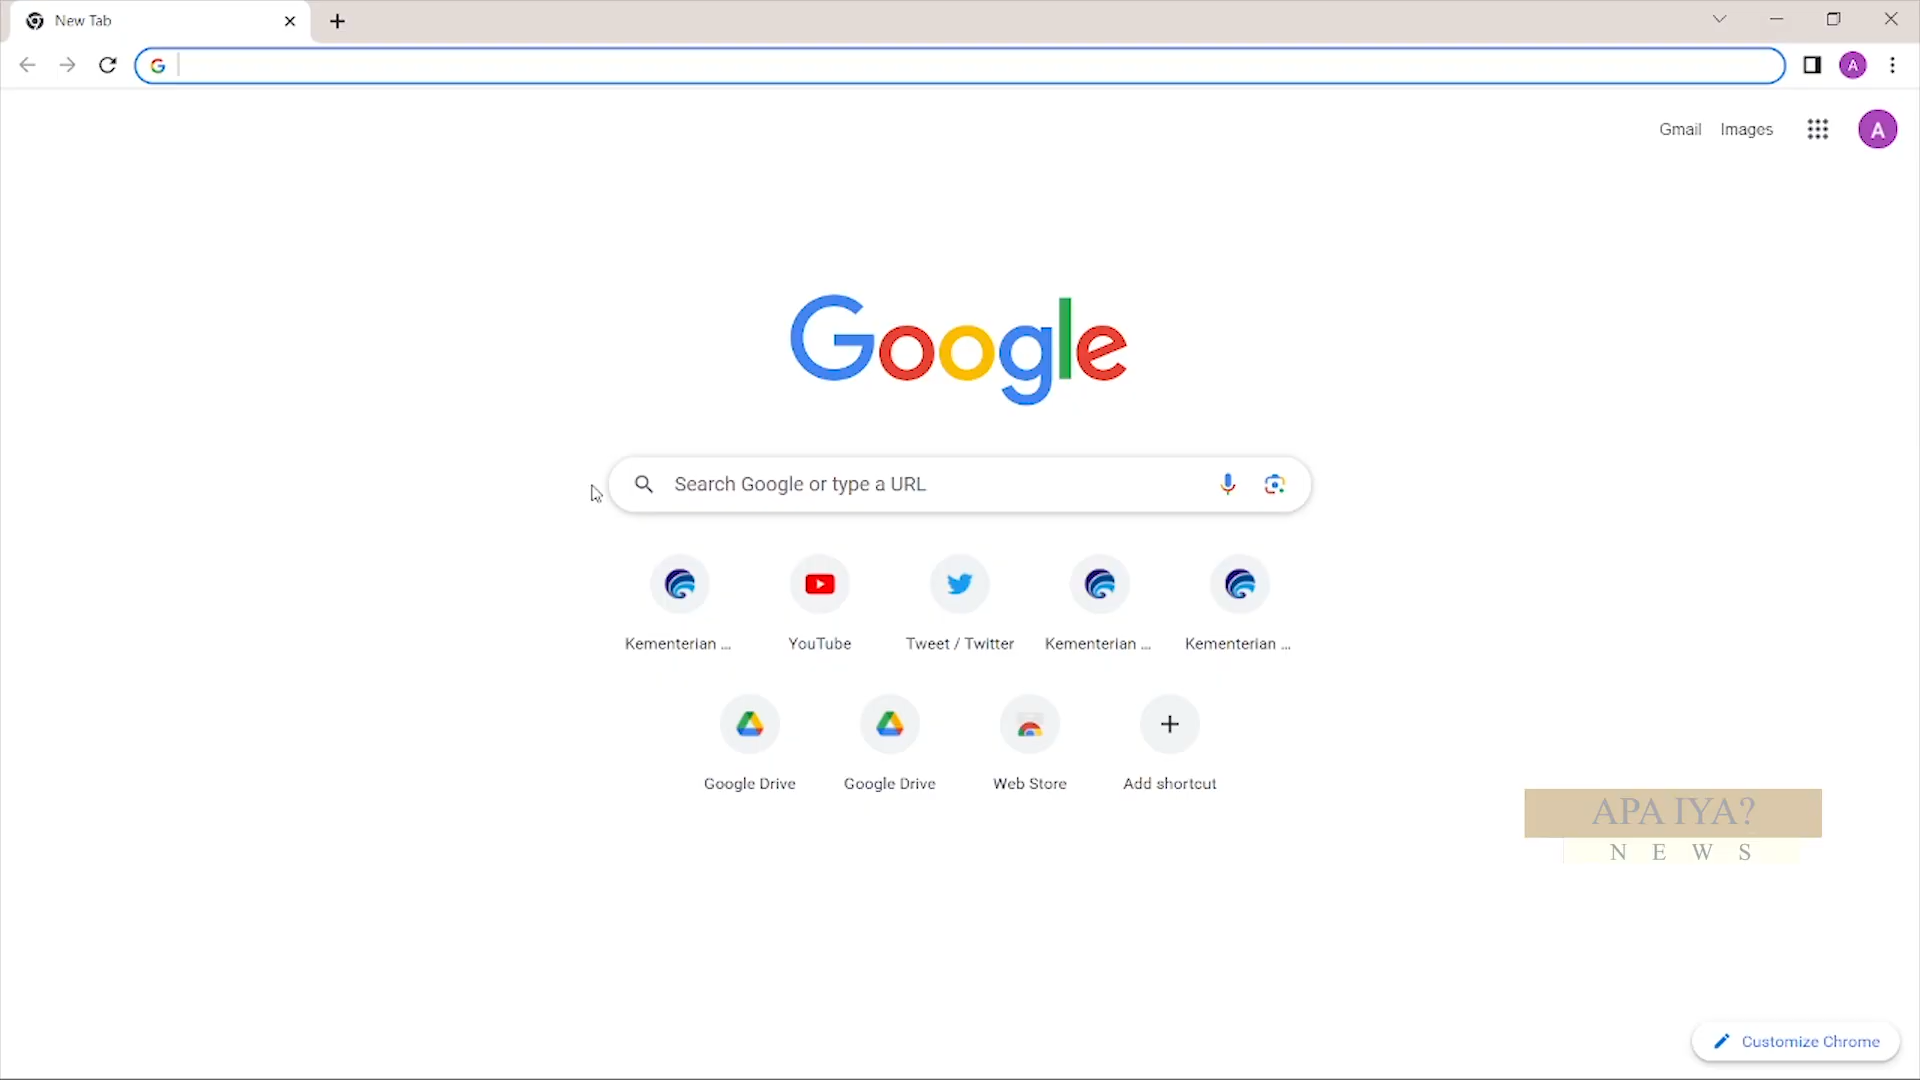 New Tab
G
A
Gmail Images
A
Google
Search Google or type a URL
Kementerian ... YouTube Tweet / Twitter Kementerian ... Kementerian ...
Google Drive Google Drive Web Store Add shortcut
APA IYA?
NEWS
Customize Chrome